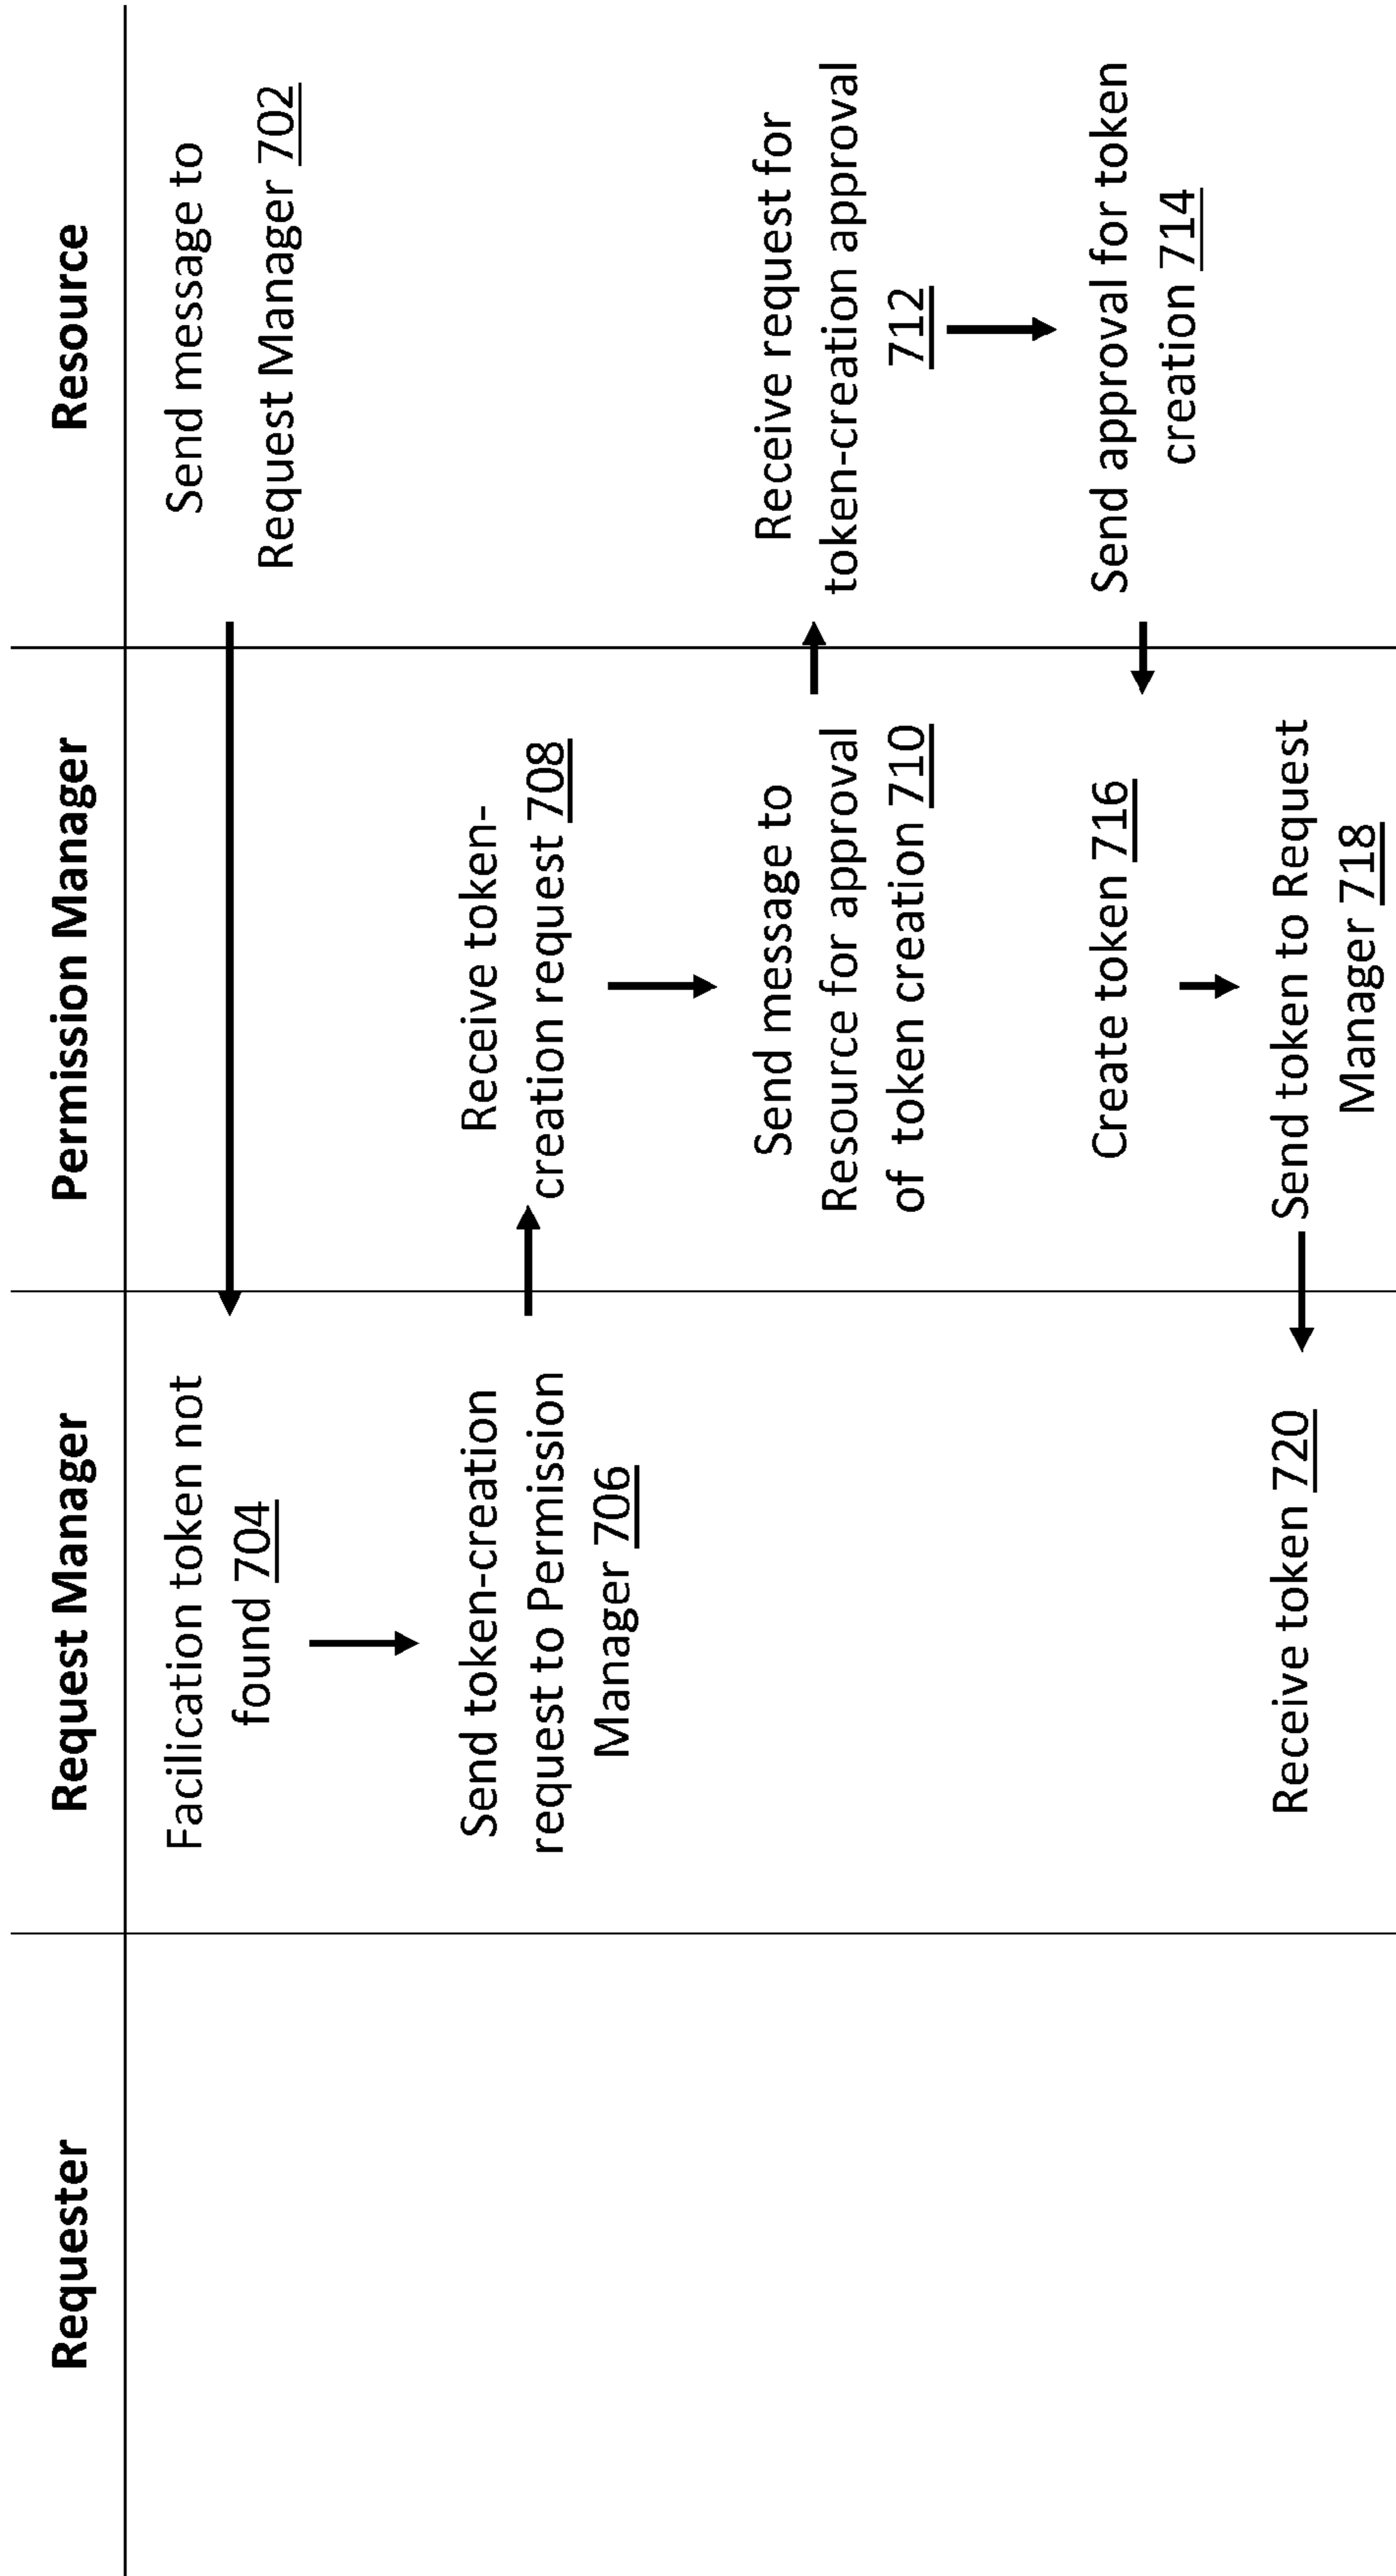 Requester
Request Manager
Permission Manager
Resource
Facilication token not
found 704
Send message to
Request Manager 702
Send token-creation
request to Permission
Manager 706
Receive token-
creation request 708
Send message to
Resource for approval
of token creation 710
Receive request for
token-creation approval
712
Create token 716
Send approval for token
creation 714
Receive token 720
Send token to Request
Manager 718